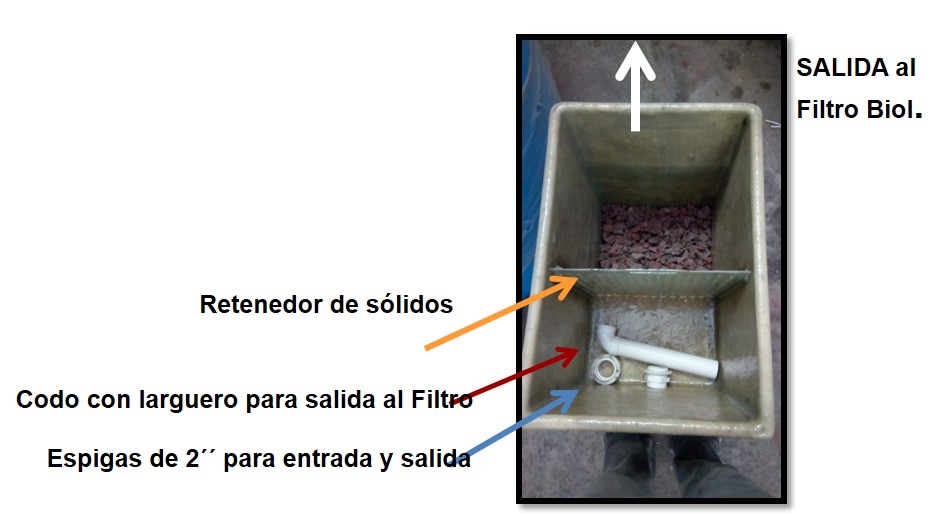 SALIDA al
Filtro Biol.
Retenedor de sólidos
Codo con larguero para salida al Filtro
Espigas de 2´´ para entrada y salida